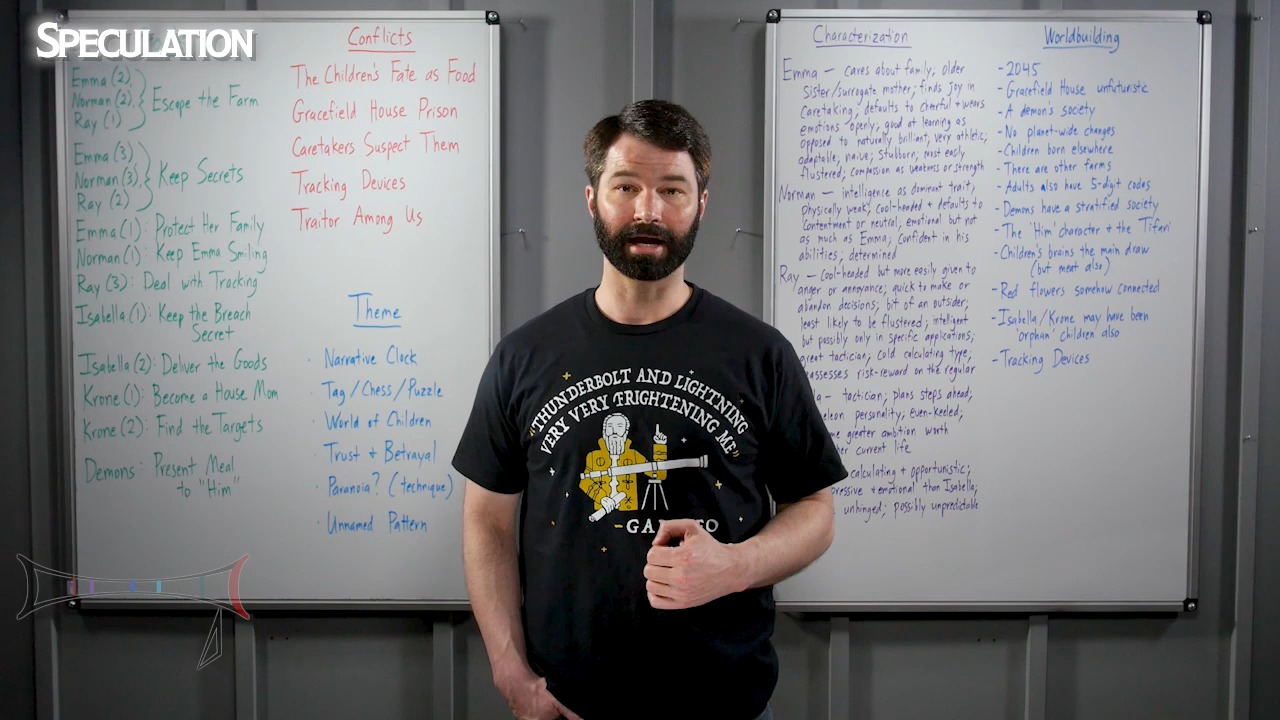 SPECULATION
Emma (2)
Norman (2)
Ray (1)
Escape the Farm
Emma (3)
Norman (3)
Ray (2)
Keep Secrets
Emma (1): Protect Her Family
Norman (1): Keep Emma Smiling
Ray (3): Deal with Tracking
Isabella (1): Keep the Breach
Secret
Isabella (2): Deliver the Goods
Krone (1): Become a House Mom
Krone (2): Find the Targets
Demons: Present Meal
to "Him"
Conflicts
The Children's Fate as Food
Gracefield House Prison
Caretakers Suspect Them
Tracking Devices
Traitor Among Us
Theme
· Narrative Clock
· Tag/Chess/Puzzle
· World of Children
· Trust + Betrayal
· Paranoia? (technique)
· Unnamed Pattern
"THUNDERBOLT AND LIGHTNING
VERY VERY FRIGHTENING ME"
Characterization
Emma — cares about family; older
sister/surrogate mother; finds joy in
caretaking; defaults to cheerful + wears
emotions openly; good at learning as
opposed to naturally brilliant; very athletic;
adaptable; naive; stubborn; most easily
flustered; compassion as weakness or strength
Norman — intelligence as dominant trait;
physically weak; cool-headed + defaults to
contentment or neutral; emotional but not
as much as Emma; confident in his
abilities; determined
Ray — cool-headed but more easily given to
anger or annoyance; quick to make or
abandon decisions; bit of an outsider;
least likely to be flustered; intelligent
but possibly only in specific applications;
great tactician; cold calculating type;
assesses risk-reward on the regular
tactician; plans steps ahead;
personality; even-keeled;
greater ambition worth
her current life
calculating + opportunistic;
+ emotional than Isabella;
unhinged; possibly unpredictable
Worldbuilding
- 2045
- Gracefield House unfuturistic
- A demon's society
- No planet-wide changes
- Children born elsewhere
- There are other farms
- Adults also have 5-digit codes
- Demons have a stratified society
- The 'Him' character + the Tifari
- Children's brains the main draw
(but meat also)
- Red flowers somehow connected
- Isabella/Krone may have been
'orphan' children also
- Tracking Devices